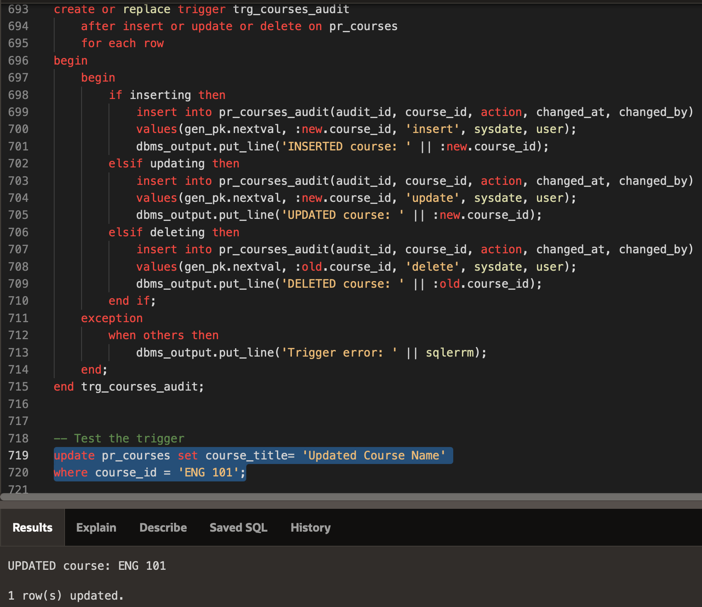 693 create or replace trigger trg_courses_audit
694     after insert or update or delete on pr_courses
695     for each row
696 begin
697     begin
698         if inserting then
699             insert into pr_courses_audit(audit_id, course_id, action, changed_at, changed_by)
700             values(gen_pk.nextval, :new.course_id, 'insert', sysdate, user);
701             dbms_output.put_line('INSERTED course: ' || :new.course_id);
702         elsif updating then
703             insert into pr_courses_audit(audit_id, course_id, action, changed_at, changed_by)
704             values(gen_pk.nextval, :new.course_id, 'update', sysdate, user);
705             dbms_output.put_line('UPDATED course: ' || :new.course_id);
706         elsif deleting then
707             insert into pr_courses_audit(audit_id, course_id, action, changed_at, changed_by)
708             values(gen_pk.nextval, :old.course_id, 'delete', sysdate, user);
709             dbms_output.put_line('DELETED course: ' || :old.course_id);
710         end if;
711     exception
712         when others then
713             dbms_output.put_line('Trigger error: ' || sqlerrm);
714     end;
715 end trg_courses_audit;
716
717
718 -- Test the trigger
719 update pr_courses set course_title= 'Updated Course Name'
720 where course_id = 'ENG 101';
721
Results Explain Describe Saved SQL History
UPDATED course: ENG 101
1 row(s) updated.